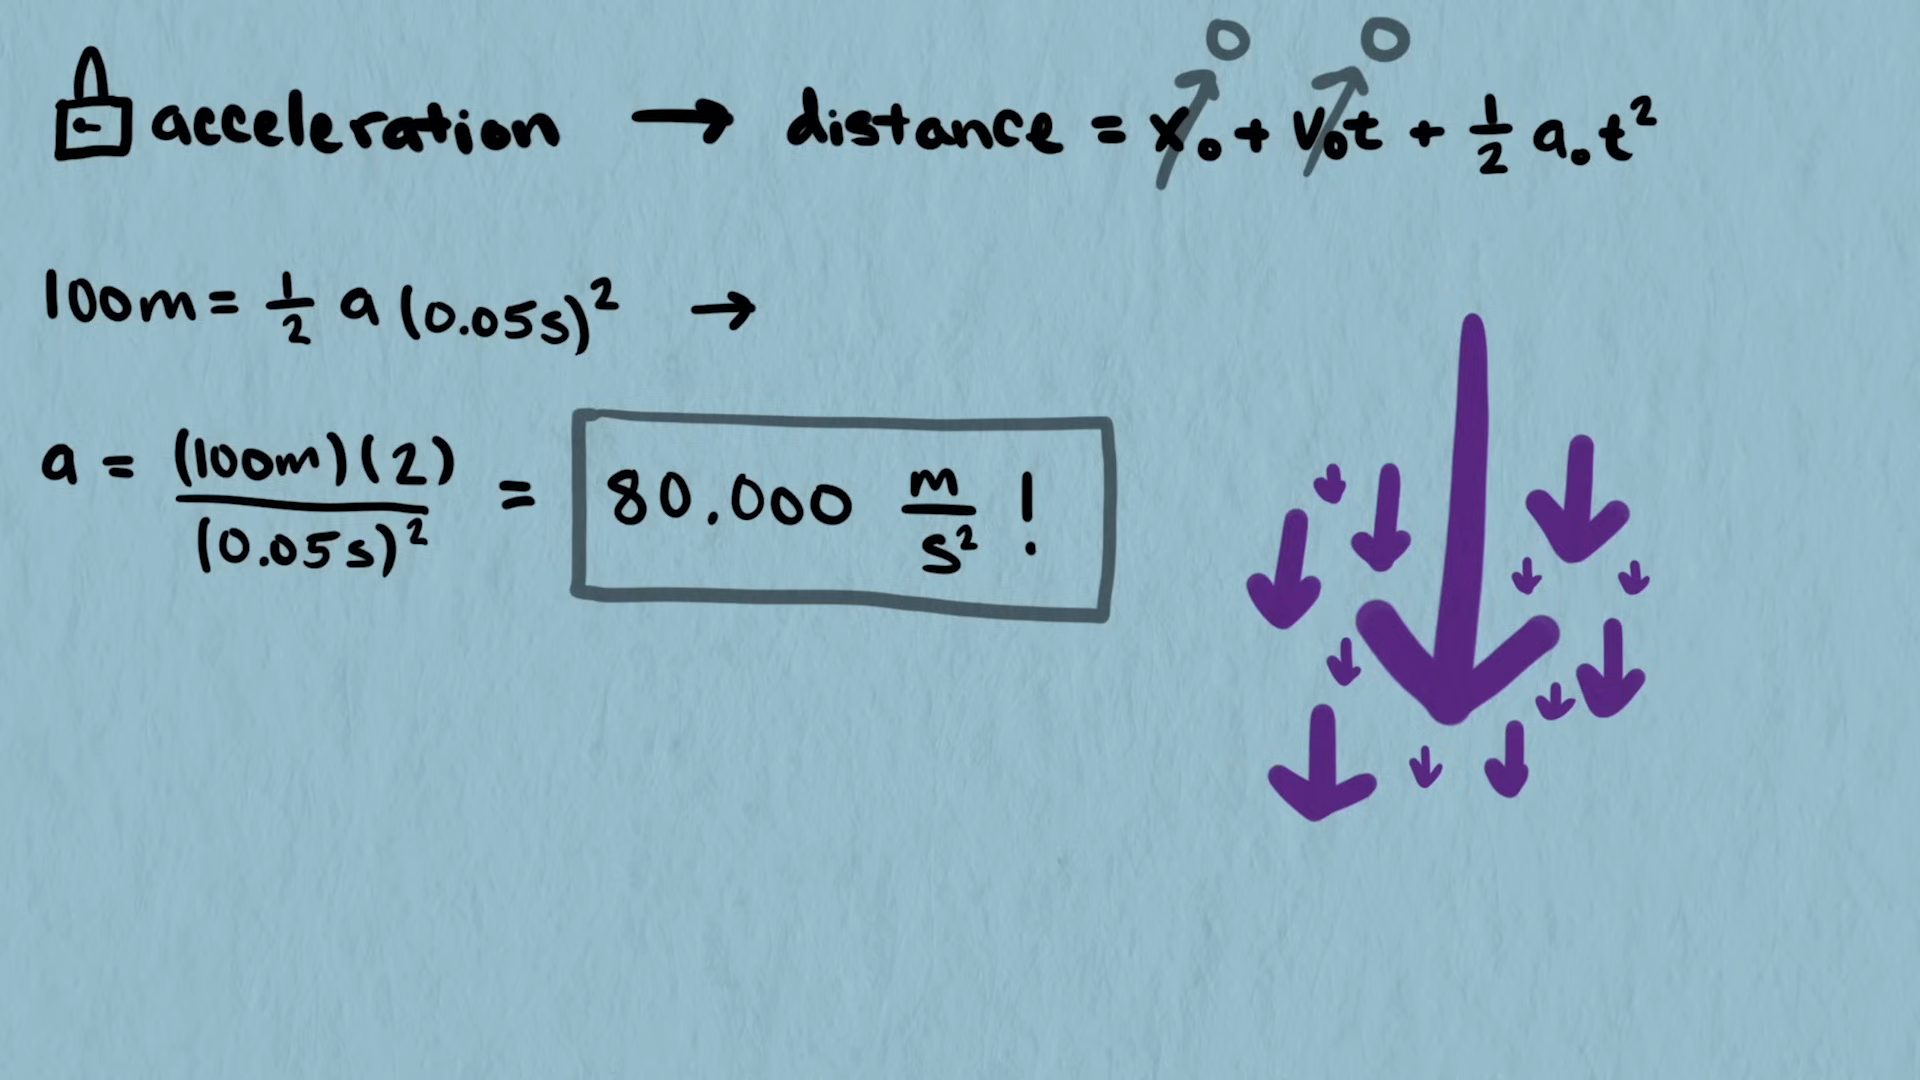 acceleration → distance = x₀ + v₀t + 1/2 a₀t²
0 0
100m = 1/2 a (0.05s)² →
a = (100m)(2) / (0.05s)² = 80.000 m/s² !